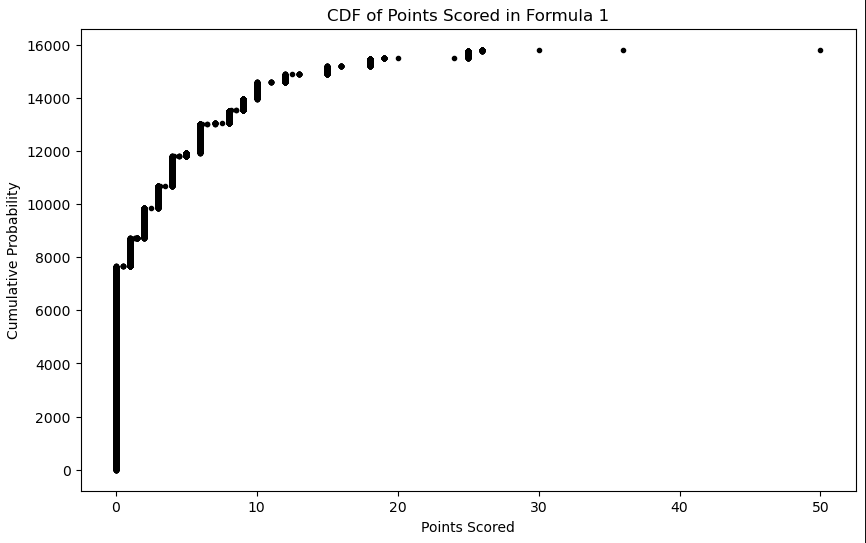 CDF of Points Scored in Formula 1
16000
14000
12000
10000
8000
6000
4000
2000
0
Cumulative Probability
0 10 20 30 40 50
Points Scored